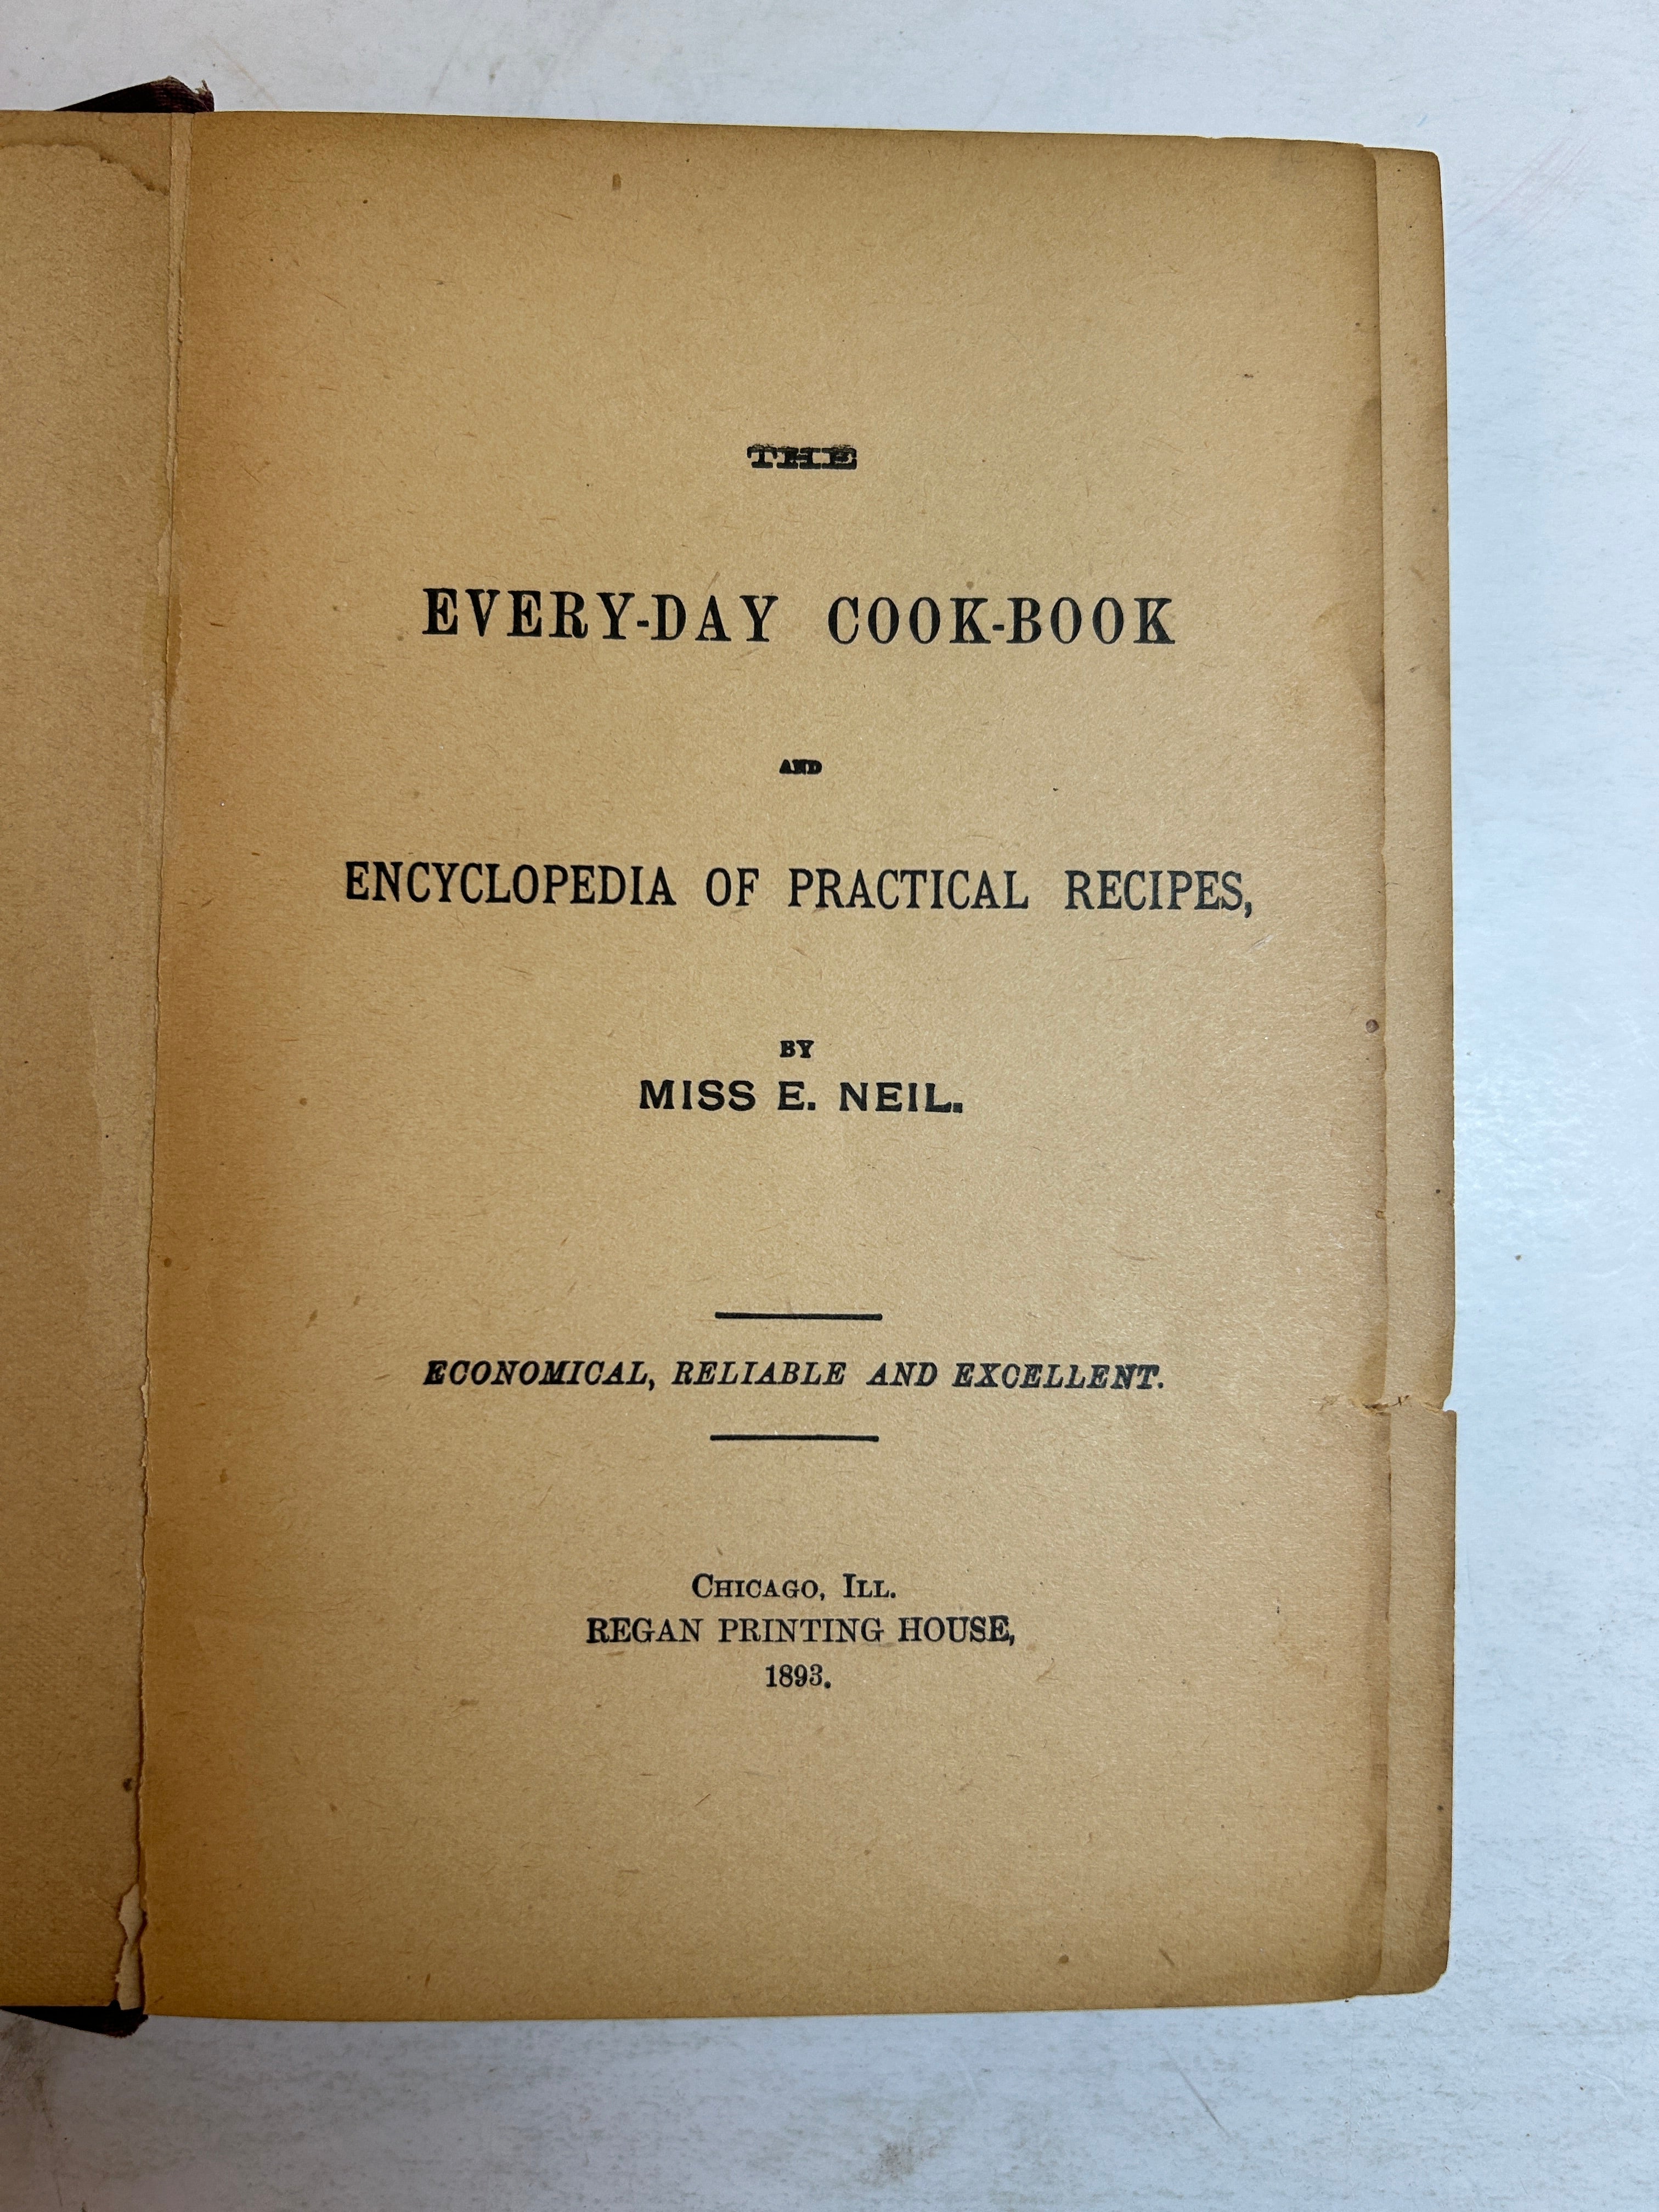 THE
EVERY-DAY COOK-BOOK
AND
ENCYCLOPEDIA OF PRACTICAL RECIPES,
BY
MISS E. NEIL.
ECONOMICAL, RELIABLE AND EXCELLENT.
CHICAGO, ILL.
REGAN PRINTING HOUSE,
1893.